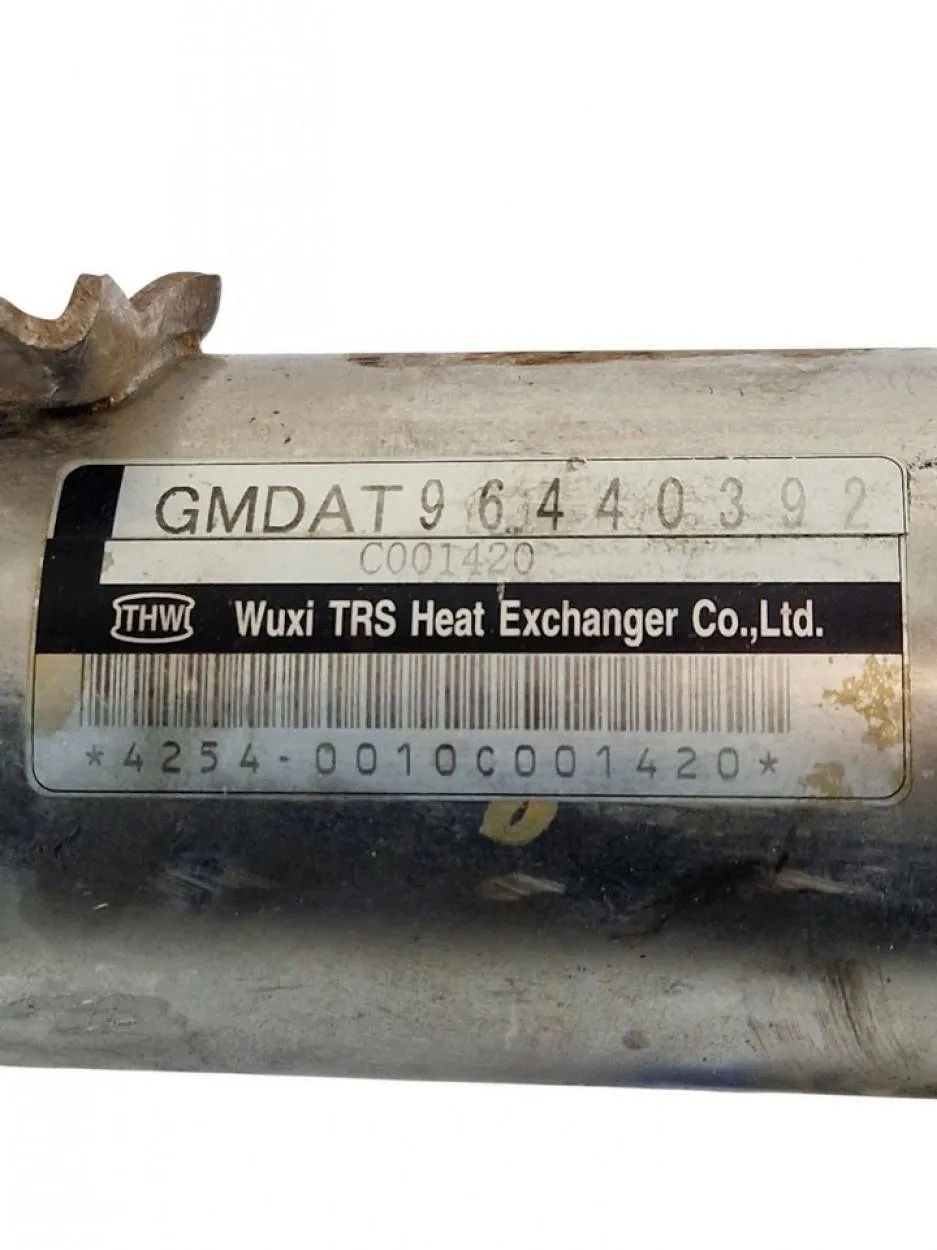 GMDAT 96440392
C001420
THW Wuxi TRS Heat Exchanger Co.,Ltd.
*4254-0010C001420*